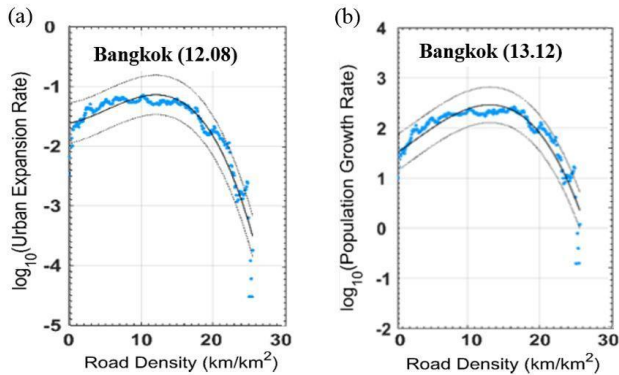 (a)
Bangkok (12.08)
log10(Urban Expansion Rate)
0
-1
-2
-3
-4
-5
0 10 20 30
Road Density (km/km²)
(b)
Bangkok (13.12)
log10(Population Growth Rate)
4
3
2
1
0
-1
-2
0 10 20 30
Road Density (km/km²)